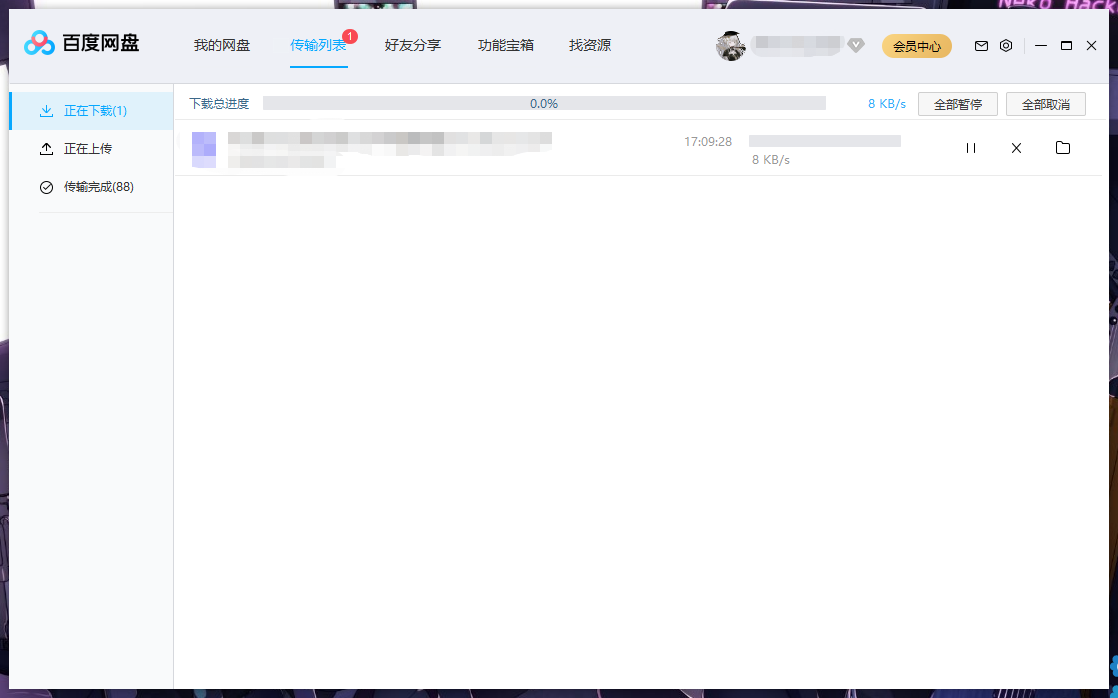 Neko Hack
百度网盘
我的网盘
传输列表
1
好友分享
功能宝箱
找资源
会员中心
正在下载(1)
正在上传
传输完成(88)
下载总进度
0.0%
8 KB/s
全部暂停
全部取消
17:09:28
8 KB/s